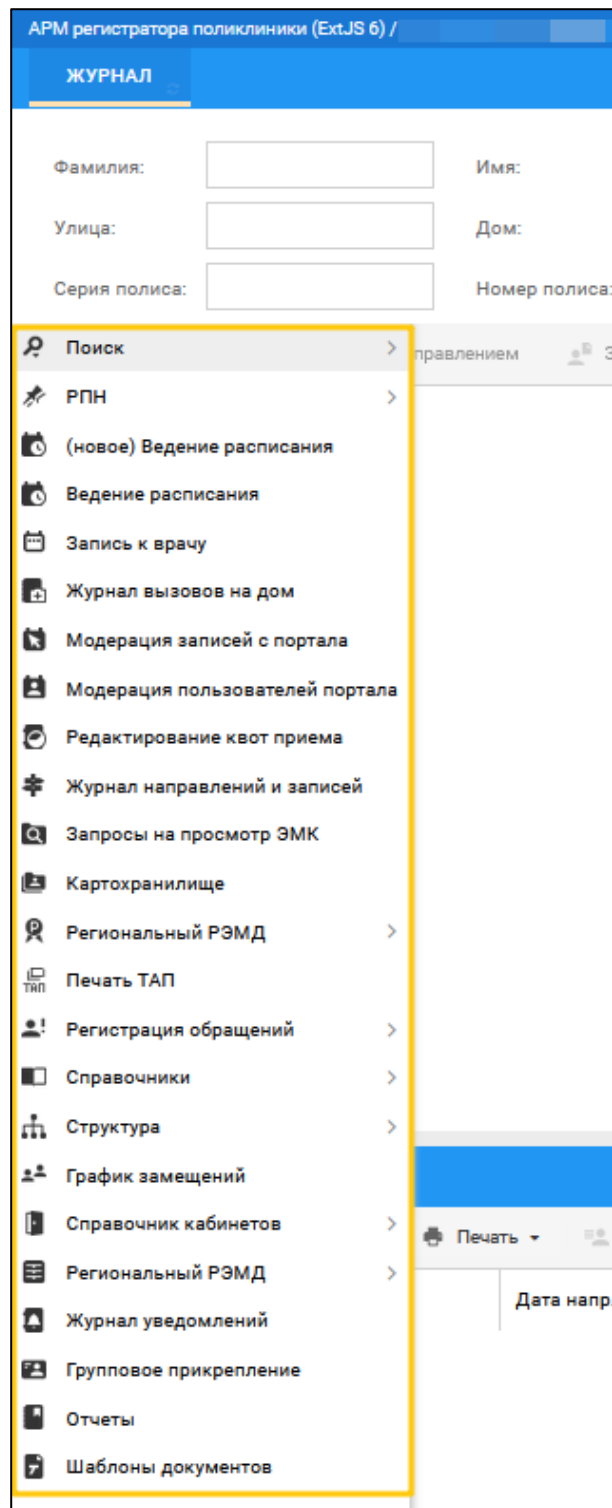 АРМ регистратора поликлиники (ExtJS 6) /
ЖУРНАЛ
Фамилия: Имя:
Улица: Дом:
Серия полиса: Номер полиса:
Поиск
правлением
РПН
(новое) Ведение расписания
Ведение расписания
Запись к врачу
Журнал вызовов на дом
Модерация записей с портала
Модерация пользователей портала
Редактирование квот приема
Журнал направлений и записей
Запросы на просмотр ЭМК
Картохранилище
Региональный РЭМД
ТАП Печать ТАП
Регистрация обращений
Справочники
Структура
График замещений
Справочник кабинетов
Печать
Региональный РЭМД
Дата напр.
Журнал уведомлений
Групповое прикрепление
Отчеты
Шаблоны документов